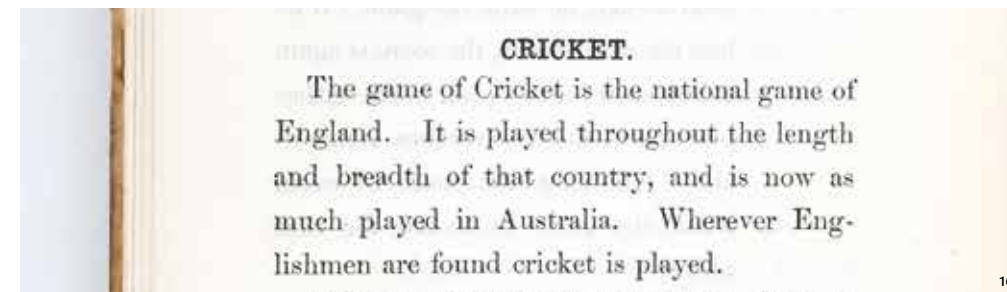 CRICKET.
The game of Cricket is the national game of
England. It is played throughout the length
and breadth of that country, and is now as
much played in Australia. Wherever Eng-
lishmen are found cricket is played.